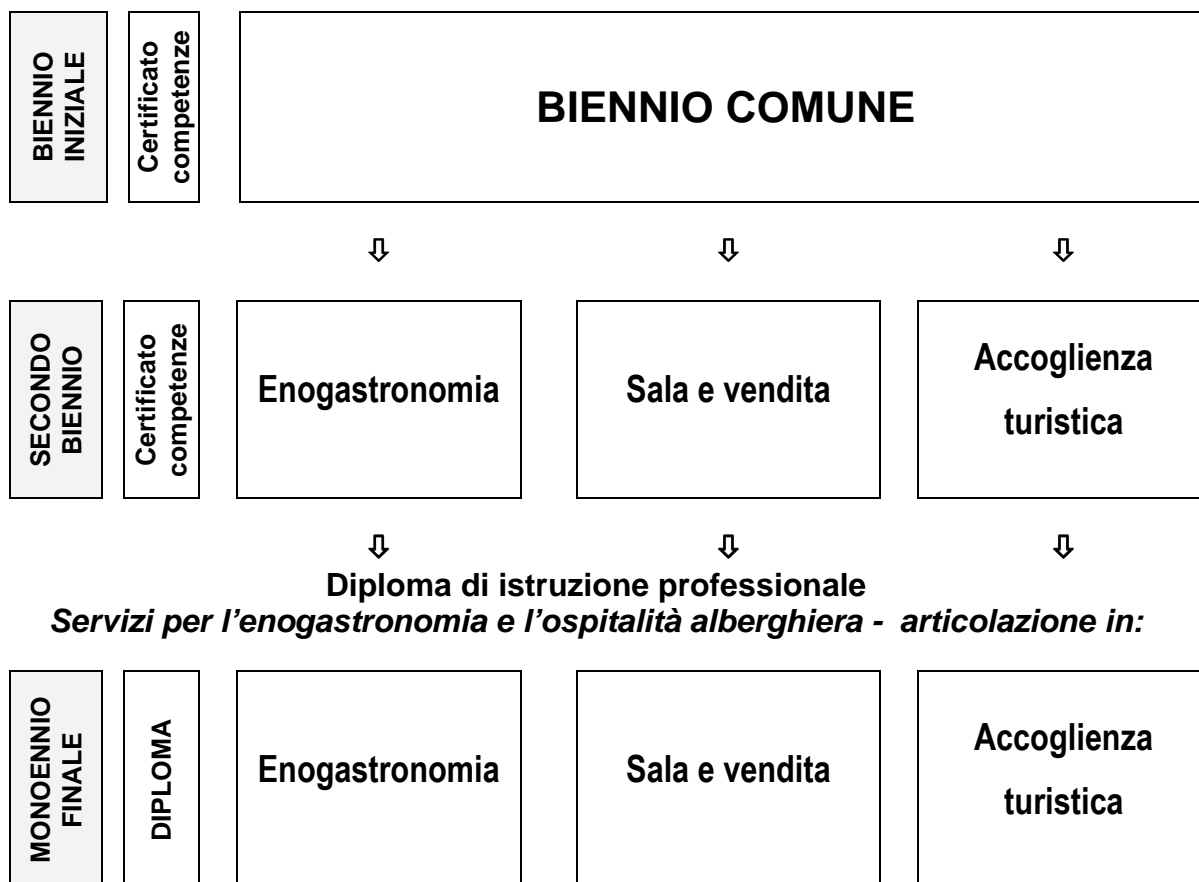 BIENNIO
INIZIALE
Certificato
competenze
BIENNIO COMUNE
SECONDO
BIENNIO
Certificato
competenze
Enogastronomia
Sala e vendita
Accoglienza
turistica
Diploma di istruzione professionale
Servizi per l’enogastronomia e l’ospitalità alberghiera - articolazione in:
MONOENNIO
FINALE
DIPLOMA
Enogastronomia
Sala e vendita
Accoglienza
turistica